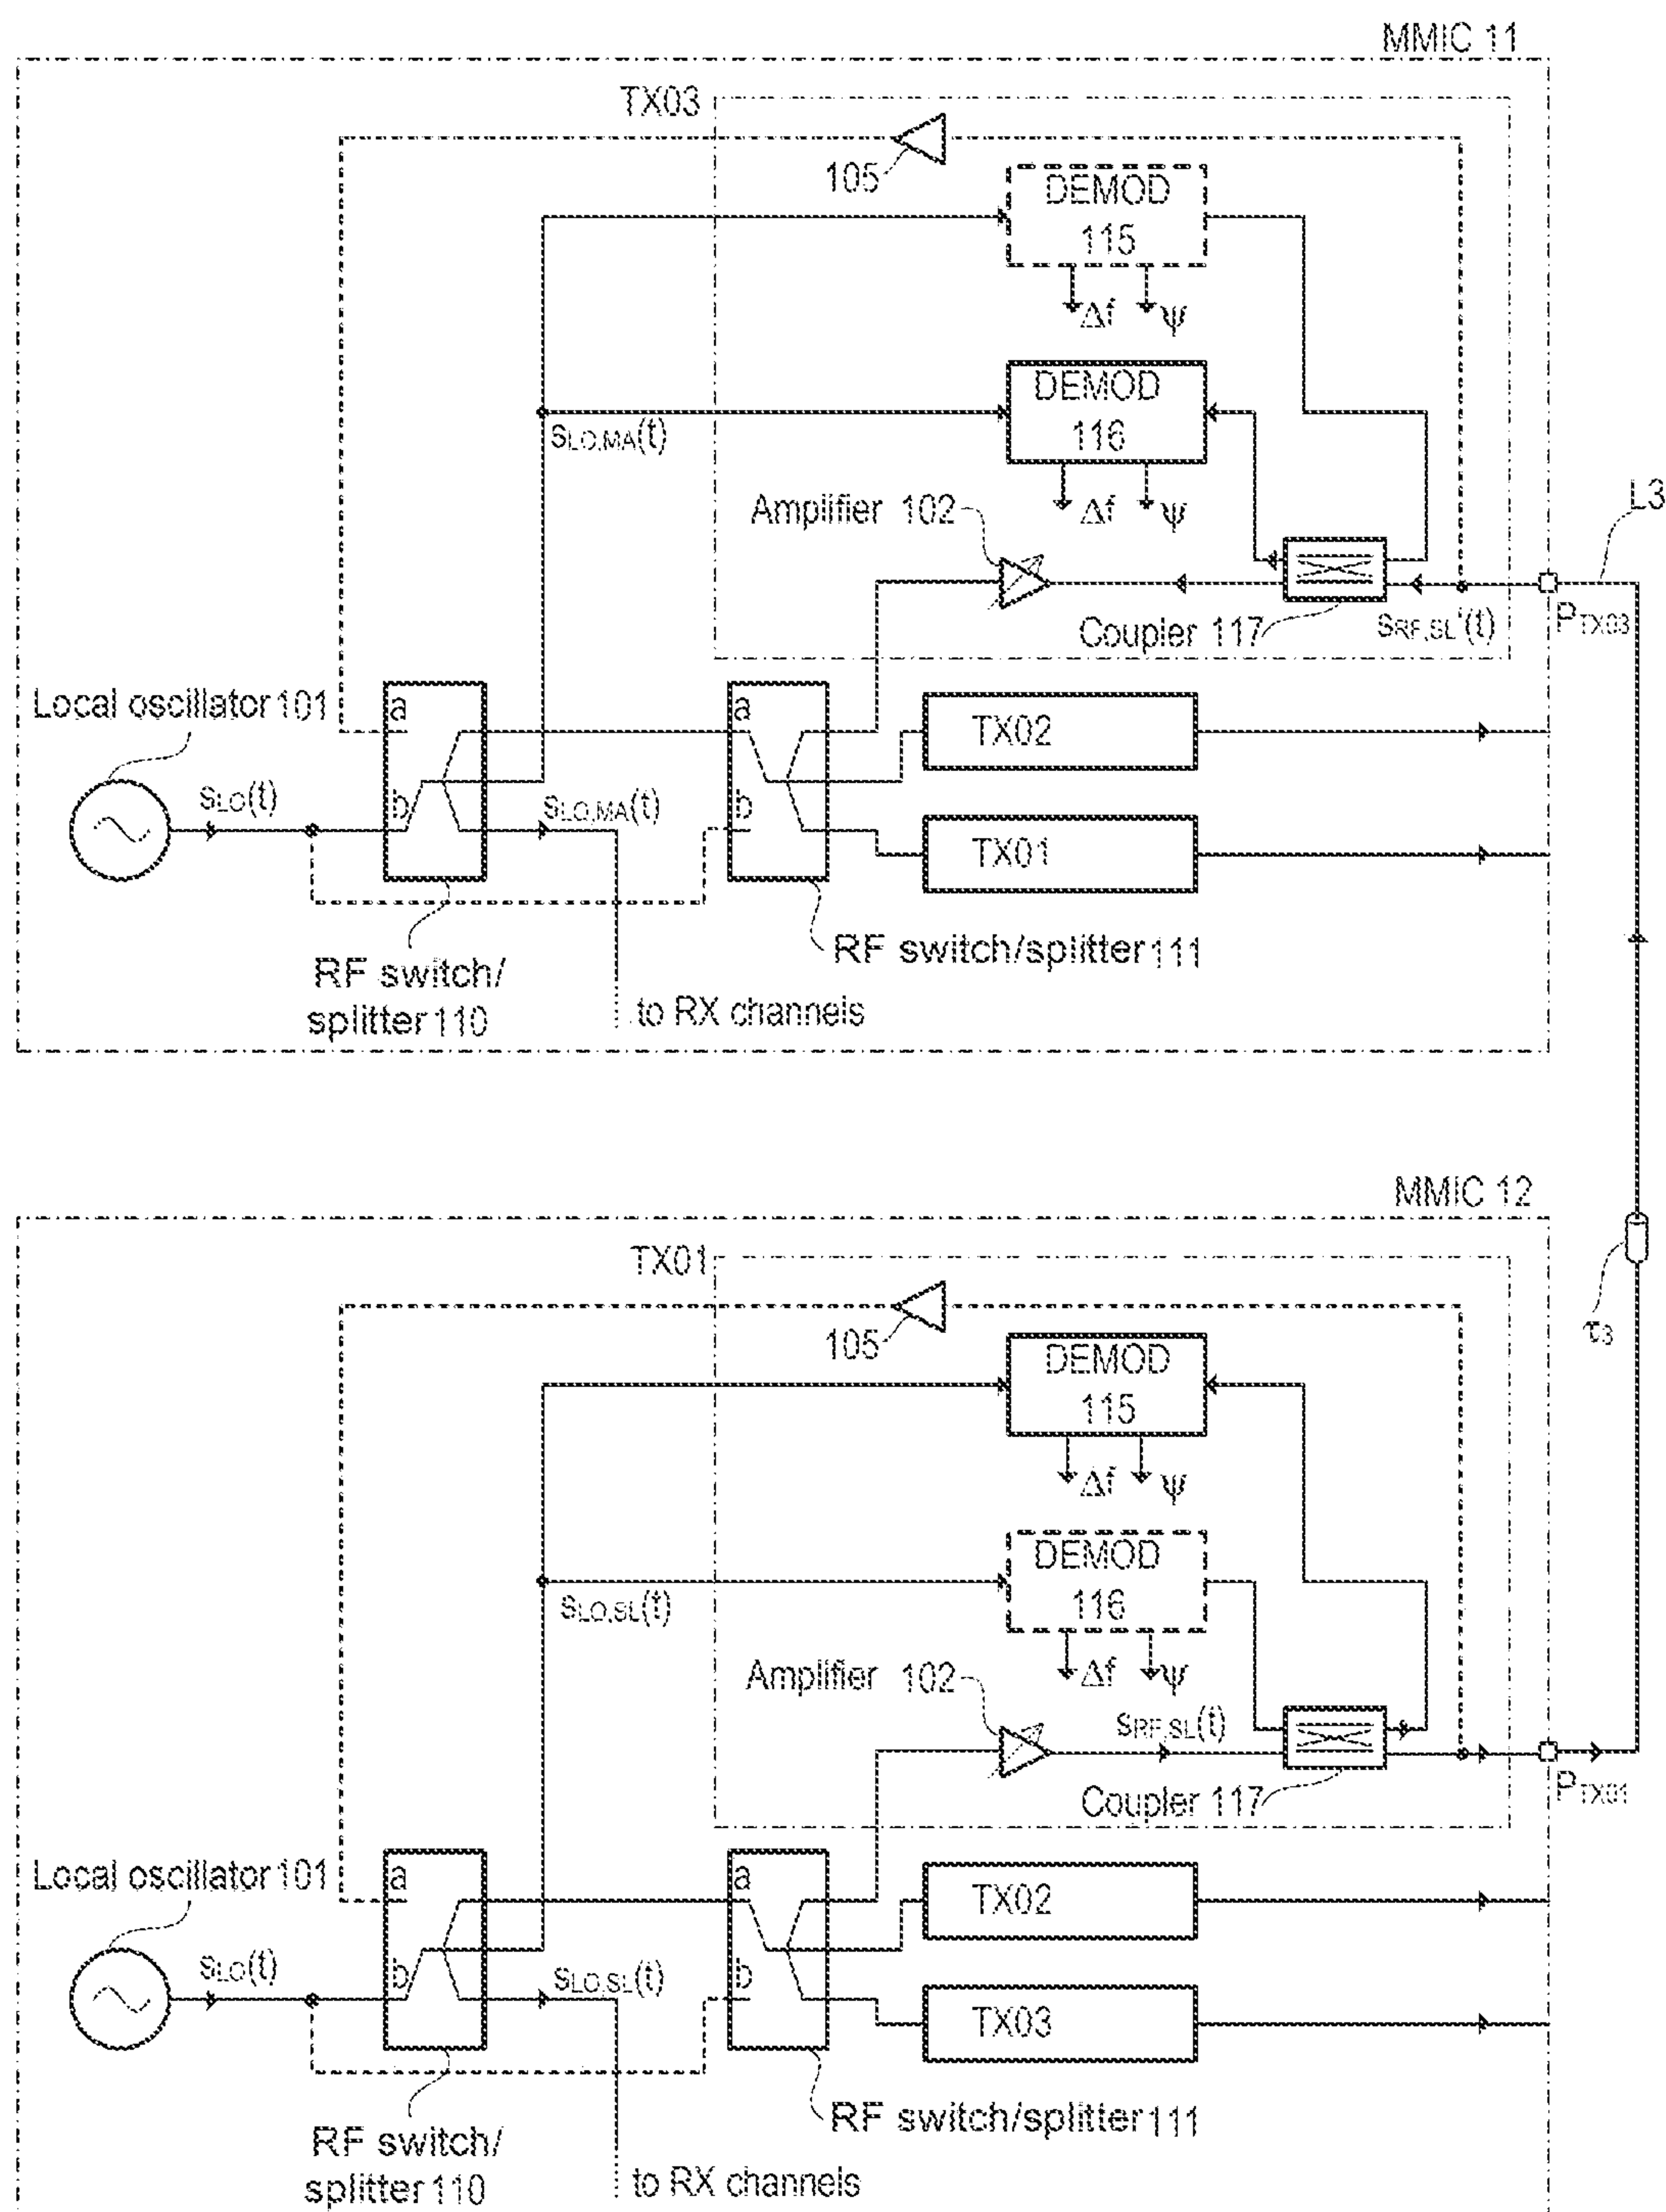 MMIC 11
TX03
105
DEMOD
115
Δf ψ
DEMOD
116
sLO,MA(t)
Δf ψ
Amplifier 102
L3
Coupler 117
sRF,SL'(t)
PTX03
Local oscillator 101
a
a
TX02
sLO(t)
b
sLO,MA(t)
b
TX01
RF switch/splitter 111
RF switch/
splitter 110
to RX channels
MMIC 12
TX01
105
τ3
DEMOD
115
Δf ψ
DEMOD
116
sLO,SL(t)
Δf ψ
Amplifier 102
sRF,SL(t)
Coupler 117
PTX01
Local oscillator 101
a
a
TX02
sLO(t)
b
sLO,SL(t)
b
TX03
RF switch/splitter 111
RF switch/
splitter 110
to RX channels